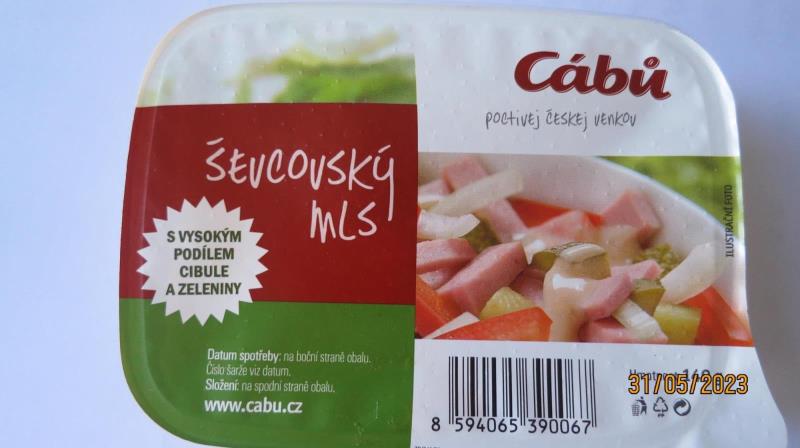 Cábů
poctivej českej venkov
ŠEVCOVSKÝ
MLS
S VYSOKÝM
PODÍLEM
CIBULE
A ZELENINY
ILUSTRAČNÍ FOTO
Datum spotřeby: na boční straně obalu.
Číslo šarže viz datum.
Složení: na spodní straně obalu.
www.cabu.cz
8 594065 390067
31/05/2023